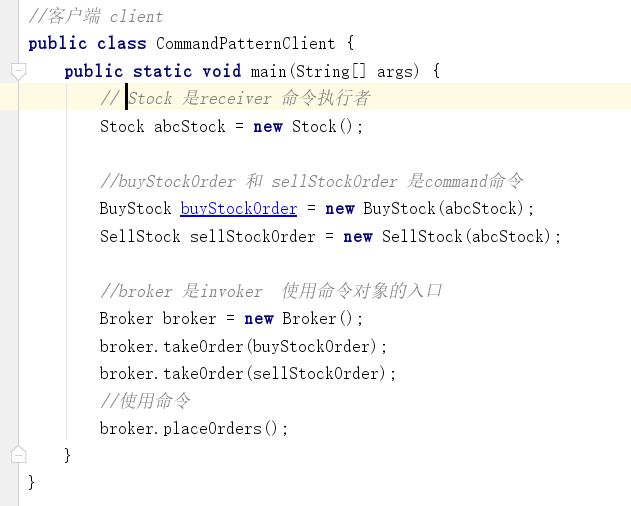 //客户端 client
public class CommandPatternClient {
public static void main(String[] args) {
// Stock 是receiver 命令执行者
Stock abcStock = new Stock();
//buyStockOrder 和 sellStockOrder 是command命令
BuyStock buyStockOrder = new BuyStock(abcStock);
SellStock sellStockOrder = new SellStock(abcStock);
//broker 是invoker 使用命令对象的入口
Broker broker = new Broker();
broker.takeOrder(buyStockOrder);
broker.takeOrder(sellStockOrder);
//使用命令
broker.placeOrders();
}
}